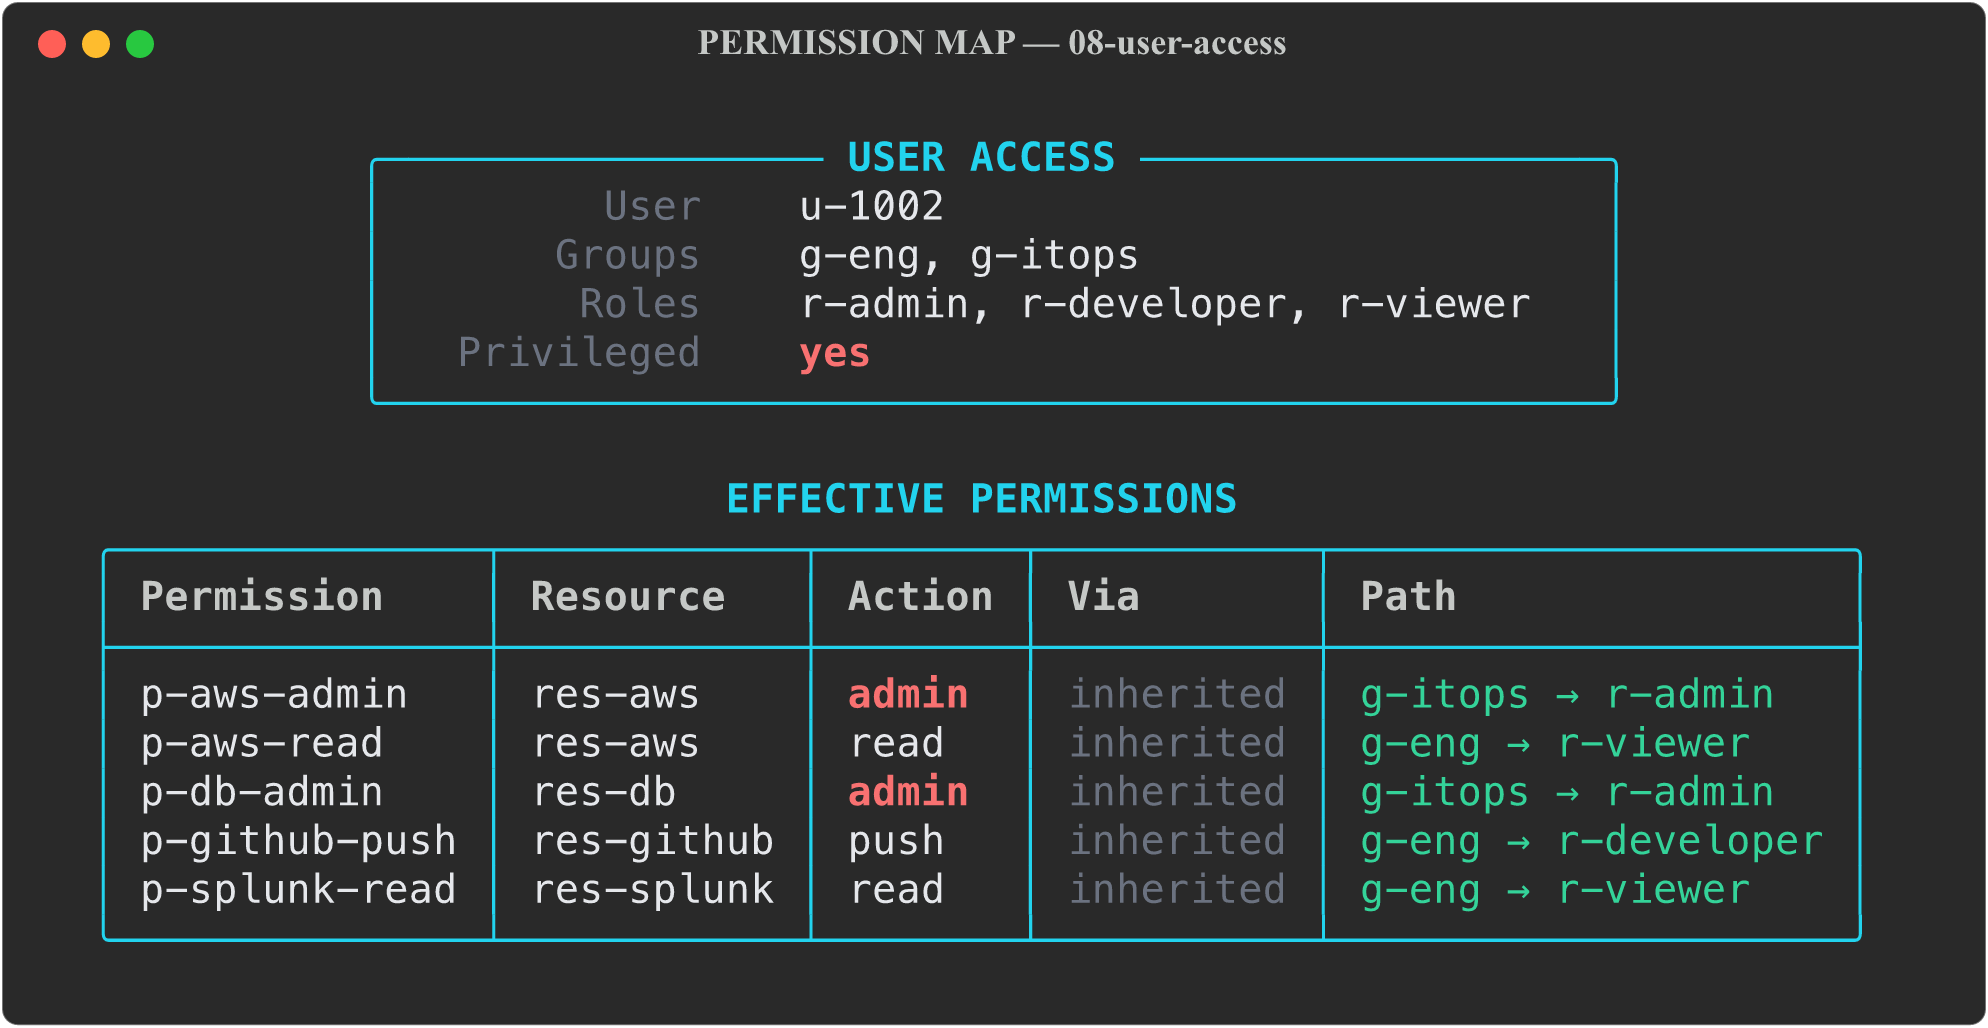 PERMISSION MAP — 08-user-access
USER ACCESS
User u-1002
Groups g-eng, g-itops
Roles r-admin, r-developer, r-viewer
Privileged yes
EFFECTIVE PERMISSIONS
Permission Resource Action Via Path
p-aws-admin res-aws admin inherited g-itops → r-admin
p-aws-read res-aws read inherited g-eng → r-viewer
p-db-admin res-db admin inherited g-itops → r-admin
p-github-push res-github push inherited g-eng → r-developer
p-splunk-read res-splunk read inherited g-eng → r-viewer